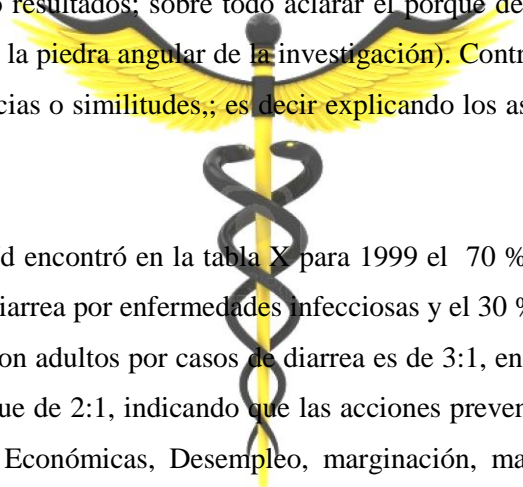 resultados; sobre todo aclarar el porque de
la piedra angular de la investigación). Contr
cias o similitudes,; es decir explicando los as
d encontró en la tabla X para 1999 el 70 %
diarrea por enfermedades infecciosas y el 30 %
on adultos por casos de diarrea es de 3:1, en
ue de 2:1, indicando que las acciones preven
Económicas, Desempleo, marginación, ma